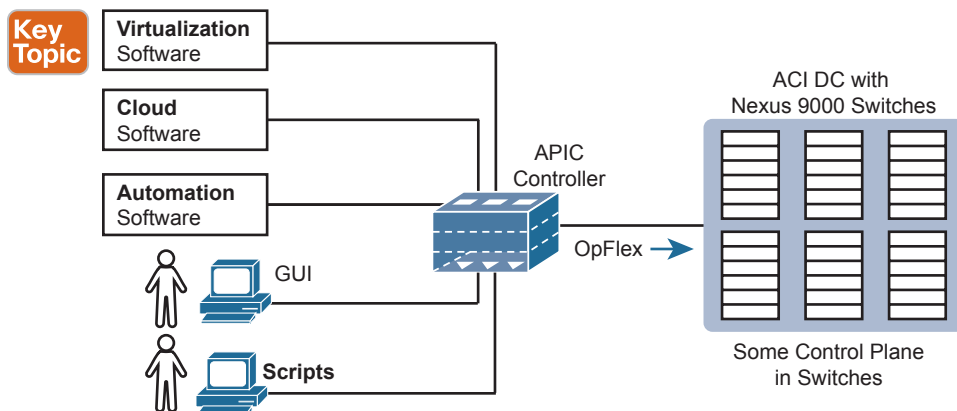 Key
Topic
Virtualization
Software
Cloud
Software
Automation
Software
GUI
Scripts
APIC
Controller
OpFlex
ACI DC with
Nexus 9000 Switches
Some Control Plane
in Switches